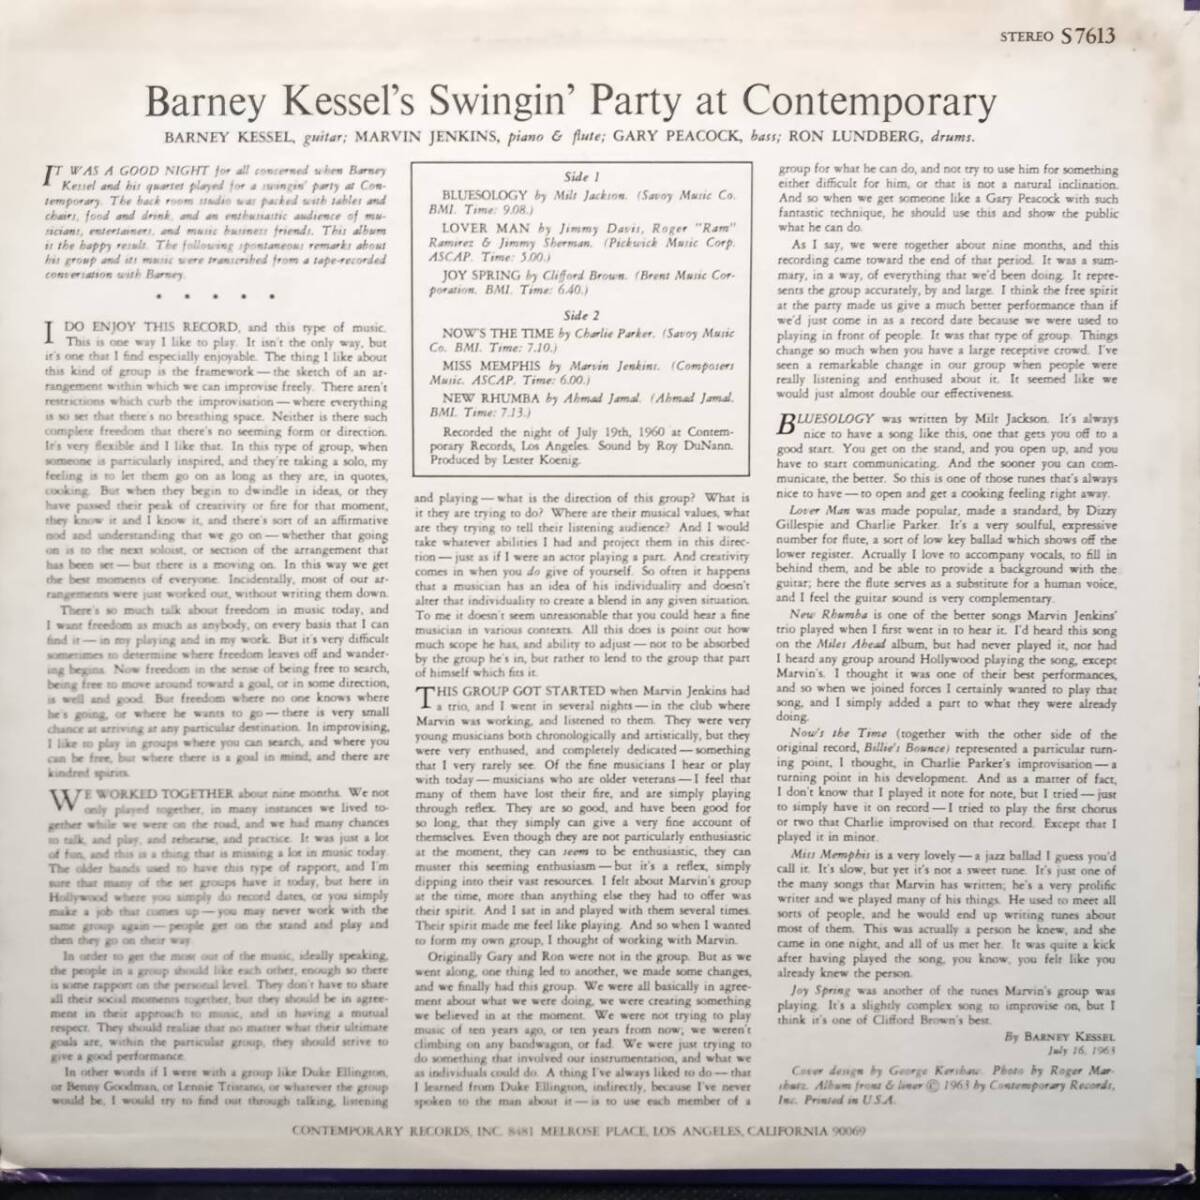 STEREO S7613
Barney Kessel's Swingin' Party at Contemporary
BARNEY KESSEL, guitar; MARVIN JENKINS, piano & flute; GARY PEACOCK, bass; RON LUNDBERG, drums.
IT WAS A GOOD NIGHT for all concerned when Barney
Kessel and his quartet played for a swingin' party at Con-
temporary. The back room studio was packed with tables and
chairs, food and drink, and an enthusiastic audience of mu-
sicians, entertainers, and music business friends. This album
is the happy result. The following spontaneous remarks about
his group and its music were transcribed from a tape-recorded
conversation with Barney.
• • • • •
I DO ENJOY THIS RECORD, and this type of music.
This is one way I like to play. It isn't the only way, but
it's one that I find especially enjoyable. The thing I like about
this kind of group is the framework—the sketch of an ar-
rangement within which we can improvise freely. There aren't
restrictions which curb the improvisation—where everything
is so set that there's no breathing space. Neither is there such
complete freedom that there's no seeming form or direction.
It's very flexible and I like that. In this type of group, when
someone is particularly inspired, and they're taking a solo, my
feeling is to let them go on as long as they are, in quotes,
cooking. But when they begin to dwindle in ideas, or they
have passed their peak of creativity or fire for that moment,
they know it and I know it, and there's sort of an affirmative
nod and understanding that we go on—whether that going
on is to the next soloist, or section of the arrangement that
has been set—but there is a moving on. In this way we get
the best moments of everyone. Incidentally, most of our ar-
rangements were just worked out, without writing them down.
There's so much talk about freedom in music today, and
I want freedom as much as anybody, on every basis that I can
find it—in my playing and in my work. But it's very difficult
sometimes to determine where freedom leaves off and wander-
ing begins. Now freedom in the sense of being free to search,
being free to move around toward a goal, or in some direction,
is well and good. But freedom where no one knows where
he's going, or where he wants to go—there is very small
chance at arriving at any particular destination. In improvising,
I like to play in groups where you can search, and where you
can be free, but where there is a goal in mind, and there are
kindred spirits.
WE WORKED TOGETHER about nine months. We not
only played together, in many instances we lived to-
gether while we were on the road, and we had many chances
to talk, and play, and rehearse, and practice. It was just a lot
of fun, and this is a thing that is missing a lot in music today.
The older bands used to have this type of rapport, and I'm
sure that many of the set groups have it today, but here in
Hollywood where you simply do record dates, or you simply
make a job that comes up—you may never work with the
same group again—people get on the stand and play and
then they go on their way.
In order to get the most out of the music, ideally speaking,
the people in a group should like each other, enough so there
is some rapport on the personal level. They don't have to share
all their social moments together, but they should be in agree-
ment in their approach to music, and in having a mutual
respect. They should realize that no matter what their ultimate
goals are, within the particular group, they should strive to
give a good performance.
In other words if I were with a group like Duke Ellington,
or Benny Goodman, or Lennie Tristano, or whatever the group
would be, I would try to find out through talking, listening
Side 1
BLUESOLOGY by Milt Jackson. (Savoy Music Co.
BMI. Time: 9.08.)
LOVER MAN by Jimmy Davis, Roger "Ram"
Ramirez & Jimmy Sherman. (Pickwick Music Corp.
ASCAP. Time: 5.00.)
JOY SPRING by Clifford Brown. (Brent Music Cor-
poration. BMI. Time: 6.40.)
Side 2
NOW'S THE TIME by Charlie Parker. (Savoy Music
Co. BMI. Time: 7.10.)
MISS MEMPHIS by Marvin Jenkins. (Composers
Music. ASCAP. Time: 6.00.)
NEW RHUMBA by Ahmad Jamal. (Ahmad Jamal.
BMI. Time: 7.13.)
Recorded the night of July 19th, 1960 at Contem-
porary Records, Los Angeles. Sound by Roy DuNann.
Produced by Lester Koenig.
and playing—what is the direction of this group? What is
it they are trying to do? Where are their musical values, what
are they trying to tell their listening audience? And I would
take whatever abilities I had and project them in this direc-
tion—just as if I were an actor playing a part. And creativity
comes in when you do give of yourself. So often it happens
that a musician has an idea of his individuality and doesn't
alter that individuality to create a blend in any given situation.
To me it doesn't seem unreasonable that you could hear a fine
musician in various contexts. All this does is point out how
much scope he has, and ability to adjust—not to be absorbed
by the group he's in, but rather to lend to the group that part
of himself which fits it.
THIS GROUP GOT STARTED when Marvin Jenkins had
a trio, and I went in several nights—in the club where
Marvin was working, and listened to them. They were very
young musicians both chronologically and artistically, but they
were very enthused, and completely dedicated—something
that I very rarely see. Of the fine musicians I hear or play
with today—musicians who are older veterans—I feel that
many of them have lost their fire, and are simply playing
through reflex. They are so good, and have been good for
so long, that they simply can give a very fine account of
themselves. Even though they are not particularly enthusiastic
at the moment, they can seem to be enthusiastic, they can
muster this seeming enthusiasm—but it's a reflex, simply
dipping into their vast resources. I felt about Marvin's group
at the time, more than anything else they had to offer was
their spirit. And I sat in and played with them several times.
Their spirit made me feel like playing. And so when I wanted
to form my own group, I thought of working with Marvin.
Originally Gary and Ron were not in the group. But as we
went along, one thing led to another, we made some changes,
and we finally had this group. We were all basically in agree-
ment about what we were doing, we were creating something
we believed in at the moment. We were not trying to play
music of ten years ago, or ten years from now; we weren't
climbing on any bandwagon, or fad. We were just trying to
do something that involved our instrumentation, and what we
as individuals could do. A thing I've always liked to do—that
I learned from Duke Ellington, indirectly, because I've never
spoken to the man about it—is to use each member of a
group for what he can do, and not try to use him for something
either difficult for him, or that is not a natural inclination.
And so when we get someone like a Gary Peacock with such
fantastic technique, he should use this and show the public
what he can do.
As I say, we were together about nine months, and this
recording came toward the end of that period. It was a sum-
mary, in a way, of everything that we'd been doing. It repre-
sents the group accurately, by and large. I think the free spirit
at the party made us give a much better performance than if
we'd just come in as a record date because we were used to
playing in front of people. It was that type of group. Things
change so much when you have a large receptive crowd. I've
seen a remarkable change in our group when people were
really listening and enthused about it. It seemed like we
would just almost double our effectiveness.
BLUESOLOGY was written by Milt Jackson. It's always
nice to have a song like this, one that gets you off to a
good start. You get on the stand, and you open up, and you
have to start communicating. And the sooner you can com-
municate, the better. So this is one of those tunes that's always
nice to have—to open and get a cooking feeling right away.
Lover Man was made popular, made a standard, by Dizzy
Gillespie and Charlie Parker. It's a very soulful, expressive
number for flute, a sort of low key ballad which shows off the
lower register. Actually I love to accompany vocals, to fill in
behind them, and be able to provide a background with the
guitar; here the flute serves as a substitute for a human voice,
and I feel the guitar sound is very complementary.
New Rhumba is one of the better songs Marvin Jenkins'
trio played when I first went in to hear it. I'd heard this song
on the Miles Ahead album, but had never played it, nor had
I heard any group around Hollywood playing the song, except
Marvin's. I thought it was one of their best performances,
and so when we joined forces I certainly wanted to play that
song, and I simply added a part to what they were already
doing.
Now's the Time (together with the other side of the
original record, Billie's Bounce) represented a particular turn-
ing point, I thought, in Charlie Parker's improvisation—a
turning point in his development. And as a matter of fact,
I don't know that I played it note for note, but I tried—just
to simply have it on record—I tried to play the first chorus
or two that Charlie improvised on that record. Except that I
played it in minor.
Miss Memphis is a very lovely—a jazz ballad I guess you'd
call it. It's slow, but yet it's not a sweet tune. It's just one of
the many songs that Marvin has written; he's a very prolific
writer and we played many of his things. He used to meet all
sorts of people, and he would end up writing tunes about
most of them. This was actually a person he knew, and she
came in one night, and all of us met her. It was quite a kick
after having played the song, you know, you felt like you
already knew the person.
Joy Spring was another of the tunes Marvin's group was
playing. It's a slightly complex song to improvise on, but I
think it's one of Clifford Brown's best.
By BARNEY KESSEL
July 16, 1963
Cover design by George Kershaw. Photo by Roger Mar-
shutz. Album front & liner © 1963 by Contemporary Records,
Inc. Printed in U.S.A.
CONTEMPORARY RECORDS, INC. 8481 MELROSE PLACE, LOS ANGELES, CALIFORNIA 90069